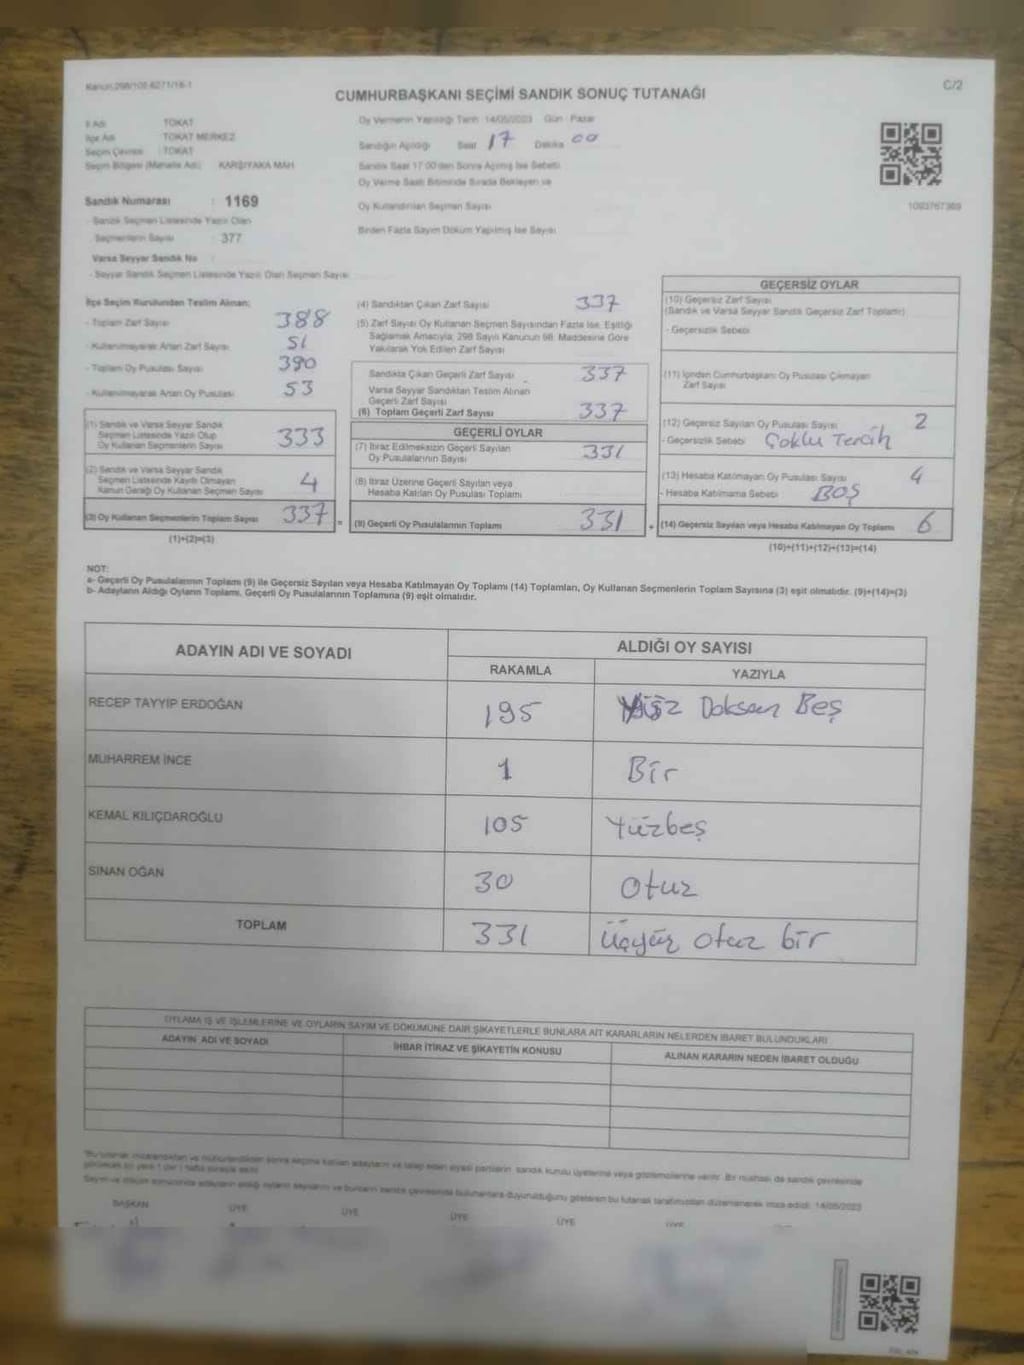 Kanun:298/105-6271/16-1
C/2
CUMHURBAŞKANI SEÇİMİ SANDIK SONUÇ TUTANAĞI
İl Adı : TOKAT
İlçe Adı : TOKAT MERKEZ
Seçim Çevresi : TOKAT
Seçim Bölgesi (Mahalle Adı) : KARŞIYAKA MAH
Oy Vermenin Yapıldığı Tarih 14/05/2023 Gün Pazar
Sandığın Açıldığı Saat 17 Dakika 00
Sandık Saat 17:00'den Sonra Açılmış İse Sebebi
Oy Verme Saati Bitiminde Sırada Bekleyen ve
Oy Kullandırılan Seçmen Sayısı
Birden Fazla Sayım Döküm Yapılmış İse Sayısı
1093767369
Sandık Numarası : 1169
- Sandık Seçmen Listesinde Yazılı Olan
Seçmenlerin Sayısı : 377
Varsa Seyyar Sandık No :
- Seyyar Sandık Seçmen Listesinde Yazılı Olan Seçmen Sayısı
İlçe Seçim Kurulundan Teslim Alınan:
- Toplam Zarf Sayısı 388
- Kullanılmayarak Artan Zarf Sayısı 51
- Toplam Oy Pusulası Sayısı 390
- Kullanılmayarak Artan Oy Pusulası 53
(1) Sandık ve Varsa Seyyar Sandık
Seçmen Listesinde Yazılı Olup
Oy Kullanan Seçmenlerin Sayısı 333
(2) Sandık ve Varsa Seyyar Sandık
Seçmen Listesinde Kayıtlı Olmayan
Kanun Gereği Oy Kullanan Seçmen Sayısı 4
(3) Oy Kullanan Seçmenlerin Toplam Sayısı 337 =
(1)+(2)=(3)
(4) Sandıktan Çıkan Zarf Sayısı 337
(5) Zarf Sayısı Oy Kullanan Seçmen Sayısından Fazla İse, Eşitliği
Sağlamak Amacıyla, 298 Sayılı Kanunun 98. Maddesine Göre
Yakılarak Yok Edilen Zarf Sayısı
Sandıkta Çıkan Geçerli Zarf Sayısı 337
Varsa Seyyar Sandıktan Teslim Alınan
Geçerli Zarf Sayısı
(6) Toplam Geçerli Zarf Sayısı 337
GEÇERLİ OYLAR
(7) İtiraz Edilmeksizin Geçerli Sayılan
Oy Pusulalarının Sayısı 331
(8) İtiraz Üzerine Geçerli Sayılan veya
Hesaba Katılan Oy Pusulası Toplamı
(9) Geçerli Oy Pusulalarının Toplamı 331 +
GEÇERSİZ OYLAR
(10) Geçersiz Zarf Sayısı
(Sandık ve Varsa Seyyar Sandık Geçersiz Zarf Toplamı)
- Geçersizlik Sebebi
(11) İçinden Cumhurbaşkanı Oy Pusulası Çıkmayan
Zarf Sayısı
(12) Geçersiz Sayılan Oy Pusulası Sayısı 2
- Geçersizlik Sebebi Çoklu Tercih
(13) Hesaba Katılmayan Oy Pusulası Sayısı 4
- Hesaba Katılmama Sebebi BOŞ
(14) Geçersiz Sayılan veya Hesaba Katılmayan Oy Toplamı 6
(10)+(11)+(12)+(13)=(14)
NOT:
a- Geçerli Oy Pusulalarının Toplamı (9) ile Geçersiz Sayılan veya Hesaba Katılmayan Oy Toplamı (14) Toplamları, Oy Kullanan Seçmenlerin Toplam Sayısına (3) eşit olmalıdır. (9)+(14)=(3)
b- Adayların Aldığı Oyların Toplamı, Geçerli Oy Pusulalarının Toplamına (9) eşit olmalıdır.
ADAYIN ADI VE SOYADI
ALDIĞI OY SAYISI
RAKAMLA YAZIYLA
RECEP TAYYİP ERDOĞAN 195 Yüz Doksan Beş
MUHARREM İNCE 1 Bir
KEMAL KILIÇDAROĞLU 105 Yüzbeş
SİNAN OĞAN 30 Otuz
TOPLAM 331 Üçyüz otuz bir
OYLAMA İŞ VE İŞLEMLERİNE VE OYLARIN SAYIM VE DÖKÜMÜNE DAİR ŞİKAYETLERLE BUNLARA AİT KARARLARIN NELERDEN İBARET BULUNDUKLARI
ADAYIN ADI VE SOYADI
İHBAR İTİRAZ VE ŞİKAYETİN KONUSU
ALINAN KARARIN NEDEN İBARET OLDUĞU
BAŞKAN ÜYE ÜYE ÜYE ÜYE ÜYE